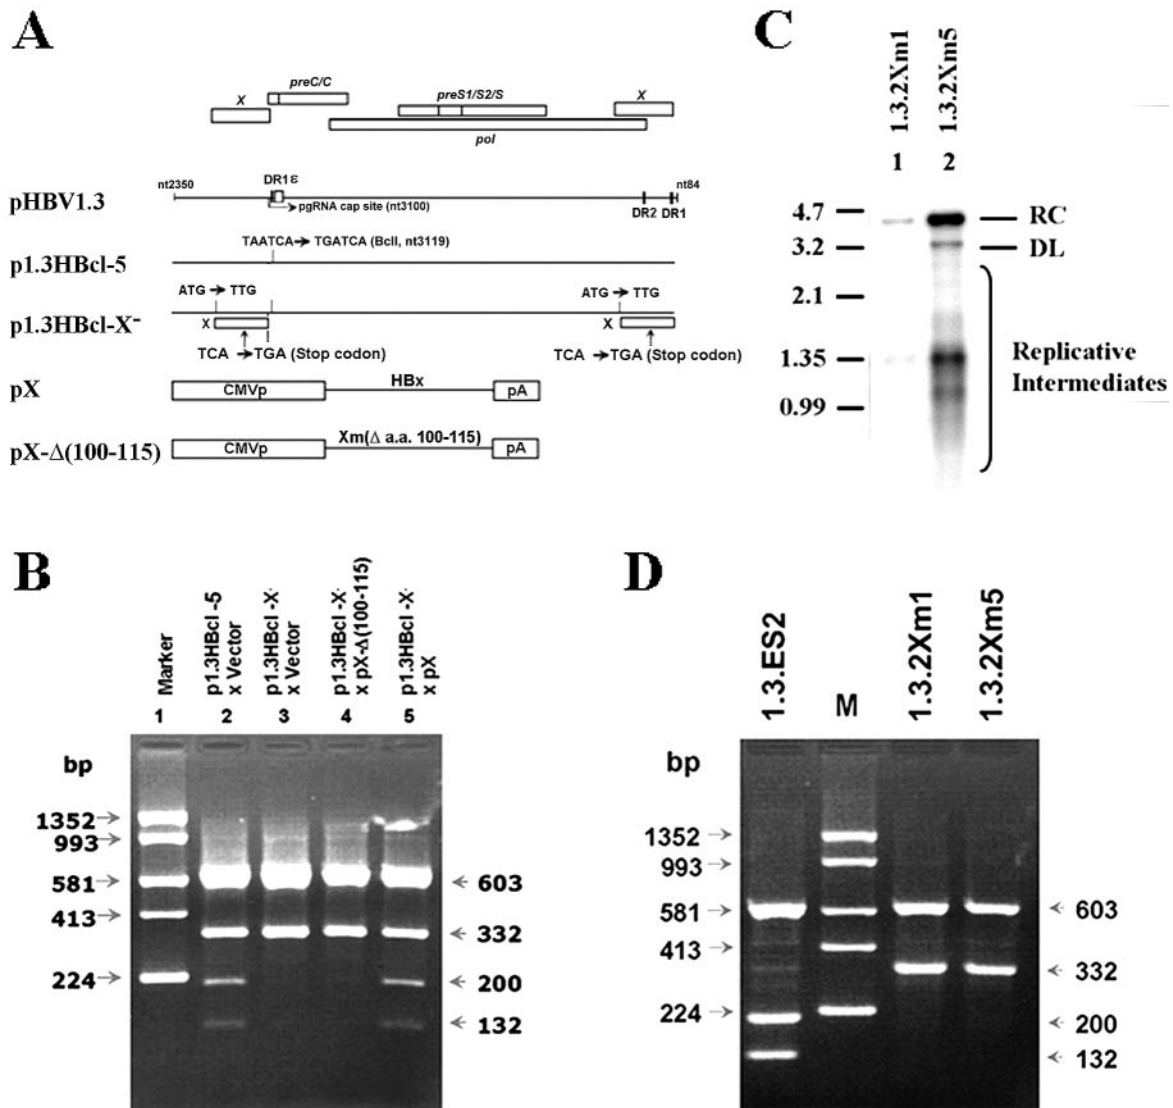 A
X
preC/C
preS1/S2/S
X
pol
pHBV1.3
nt2350
DR1 ε
pgRNA cap site (nt3100)
DR2
DR1
nt84
p1.3HBcl-5
TAATCA→TGATCA (BclI, nt3119)
p1.3HBcl-X-
ATG→TTG
ATG→TTG
X
X
TCA→TGA (Stop codon)
TCA→TGA (Stop codon)
pX
CMVp
HBx
pA
pX-Δ(100-115)
CMVp
Xm(Δ a.a. 100-115)
pA
C
1.3.2Xm1
1.3.2Xm5
1
2
4.7
3.2
2.1
1.35
0.99
RC
DL
Replicative
Intermediates
B
Marker
p1.3HBcl -5
x Vector
p1.3HBcl -X-
x Vector
p1.3HBcl -X-
x pX-Δ(100-115)
p1.3HBcl -X-
x pX
1
2
3
4
5
bp
1352
993
581
413
224
603
332
200
132
D
1.3.ES2
M
1.3.2Xm1
1.3.2Xm5
bp
1352
993
581
413
224
603
332
200
132